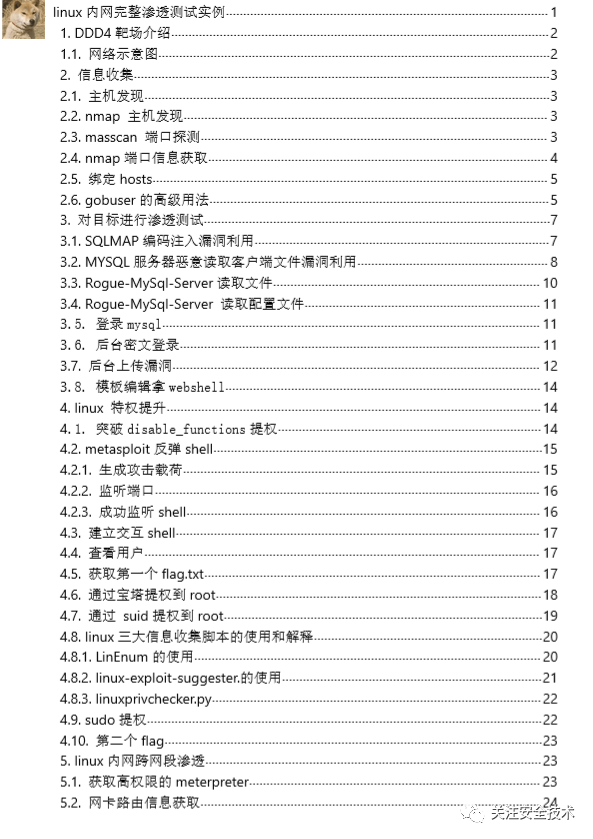 linux 内网完整渗透测试实例 1
1. DDD4 靶场介绍 2
1.1. 网络示意图 2
2. 信息收集 3
2.1. 主机发现 3
2.2. nmap 主机发现 3
2.3. masscan 端口探测 3
2.4. nmap 端口信息获取 4
2.5. 绑定 hosts 5
2.6. gobuser 的高级用法 5
3. 对目标进行渗透测试 7
3.1. SQLMAP 编码注入漏洞利用 7
3.2. MYSQL 服务器恶意读取客户端文件漏洞利用 8
3.3. Rogue-MySql-Server 读取文件 10
3.4. Rogue-MySql-Server 读取配置文件 11
3.5. 登录 mysql 11
3.6. 后台密文登录 11
3.7. 后台上传漏洞 12
3.8. 模板编辑拿 webshell 14
4. linux 特权提升 14
4.1. 突破 disable_functions 提权 14
4.2. metasploit 反弹 shell 15
4.2.1. 生成攻击载荷 15
4.2.2. 监听端口 16
4.2.3. 成功监听 shell 16
4.3. 建立交互 shell 17
4.4. 查看用户 17
4.5. 获取第一个 flag.txt 17
4.6. 通过宝塔提权到 root 18
4.7. 通过 suid 提权到 root 19
4.8. linux 三大信息收集脚本的使用和解释 20
4.8.1. LinEnum 的使用 20
4.8.2. linux-exploit-suggester.的使用 21
4.8.3. linuxprivchecker.py 22
4.9. sudo 提权 22
4.10. 第二个 flag 23
5. linux 内网跨网段渗透 23
5.1. 获取高权限的 meterpreter 23
5.2. 网卡路由信息获取 24
关注安全技术